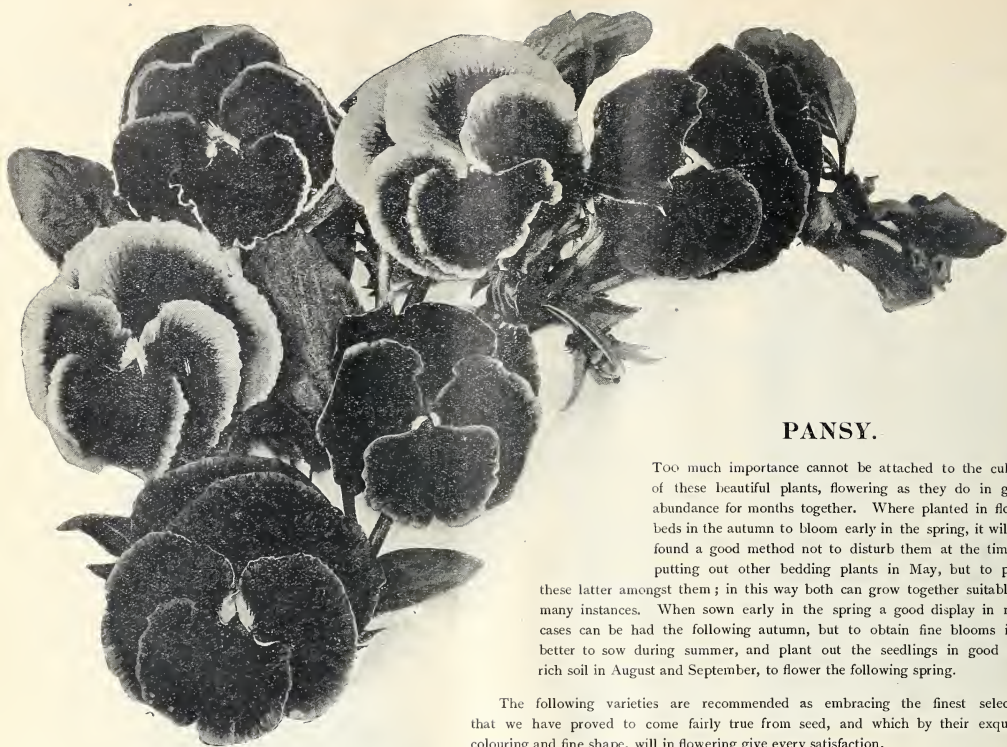 PANSY.
Too much importance cannot be attached to the cul
of these beautiful plants, flowering as they do in g
abundance for months together. Where planted in flo
beds in the autumn to bloom early in the spring, it will
found a good method not to disturb them at the tim
putting out other bedding plants in May, but to p
these latter amongst them ; in this way both can grow together suitabl
many instances. When sown early in the spring a good display in
cases can be had the following autumn, but to obtain fine blooms i
better to sow during summer, and plant out the seedlings in good
rich soil in August and September, to flower the following spring.
The following varieties are recommended as embracing the finest selec
that we have proved to come fairly true from seed, and which by their exqu
colouring and fine shape, will in flowering give every satisfaction.